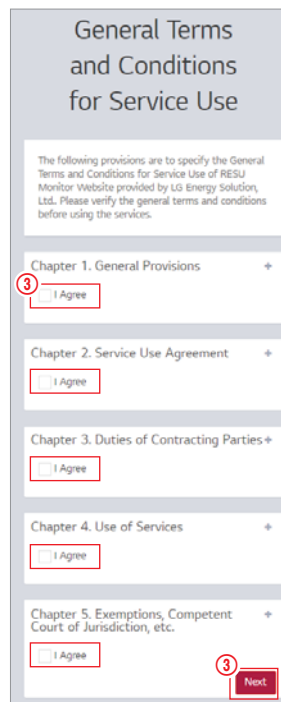 General Terms
and Conditions
for Service Use
The following provisions are to specify the General
Terms and Conditions for Service Use of RESU
Monitor Website provided by LG Energy Solution,
Ltd. Please verify the general terms and conditions
before using the services.
Chapter 1. General Provisions +
③
I Agree
Chapter 2. Service Use Agreement +
I Agree
Chapter 3. Duties of Contracting Parties+
I Agree
Chapter 4. Use of Services +
I Agree
Chapter 5. Exemptions, Competent +
Court of Jurisdiction, etc.
I Agree
③
Next